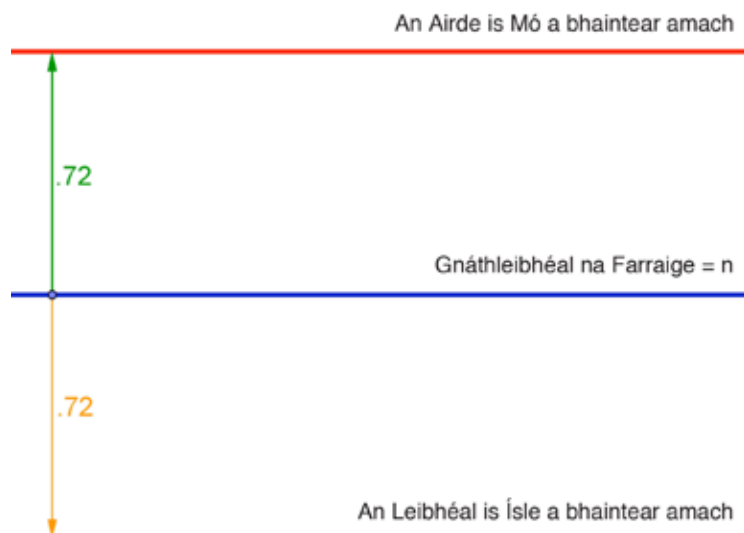 An Airde is Mó a bhaintear amach
.72
Gnáthleibhéal na Farraige = n
.72
An Leibhéal is Ísle a bhaintear amach